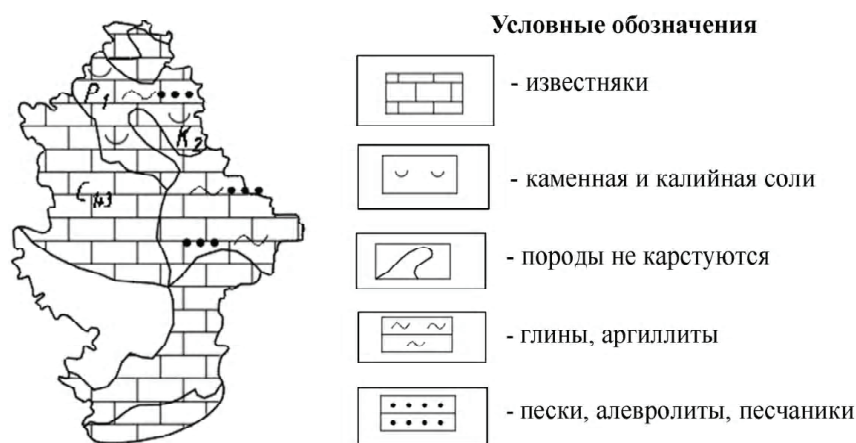 Условные обозначения
- известняки
P1
- каменная и калийная соли
K2
- породы не карстуются
- глины, аргиллиты
- пески, алевролиты, песчаники